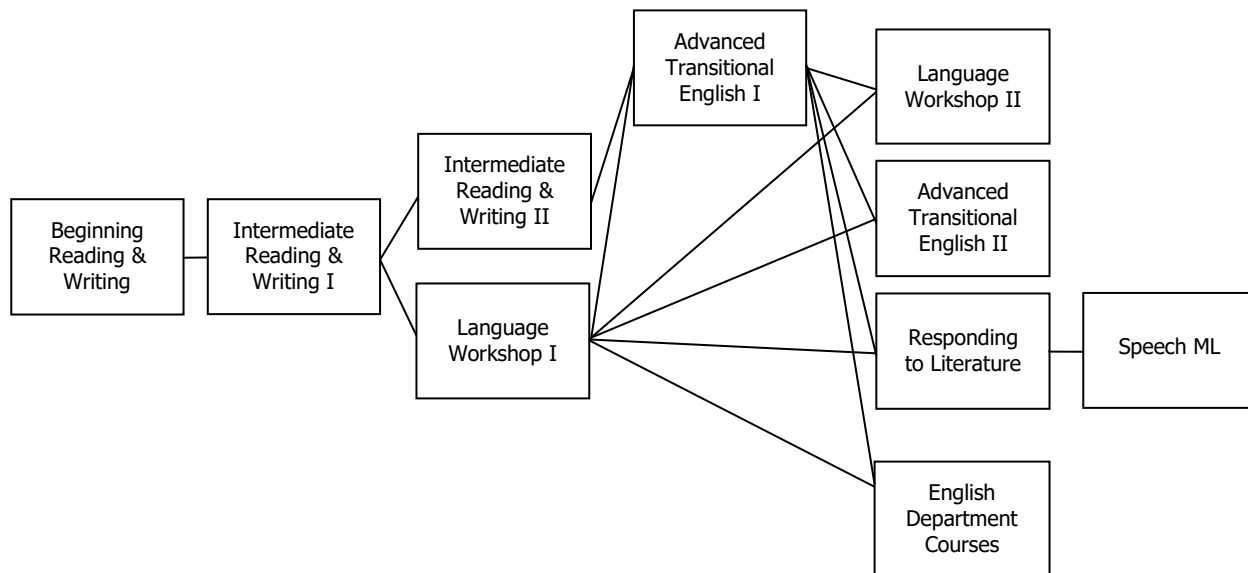 Beginning
Reading &
Writing
Intermediate
Reading &
Writing I
Intermediate
Reading &
Writing II
Language
Workshop I
Advanced
Transitional
English I
Language
Workshop II
Advanced
Transitional
English II
Responding
to Literature
Speech ML
English
Department
Courses